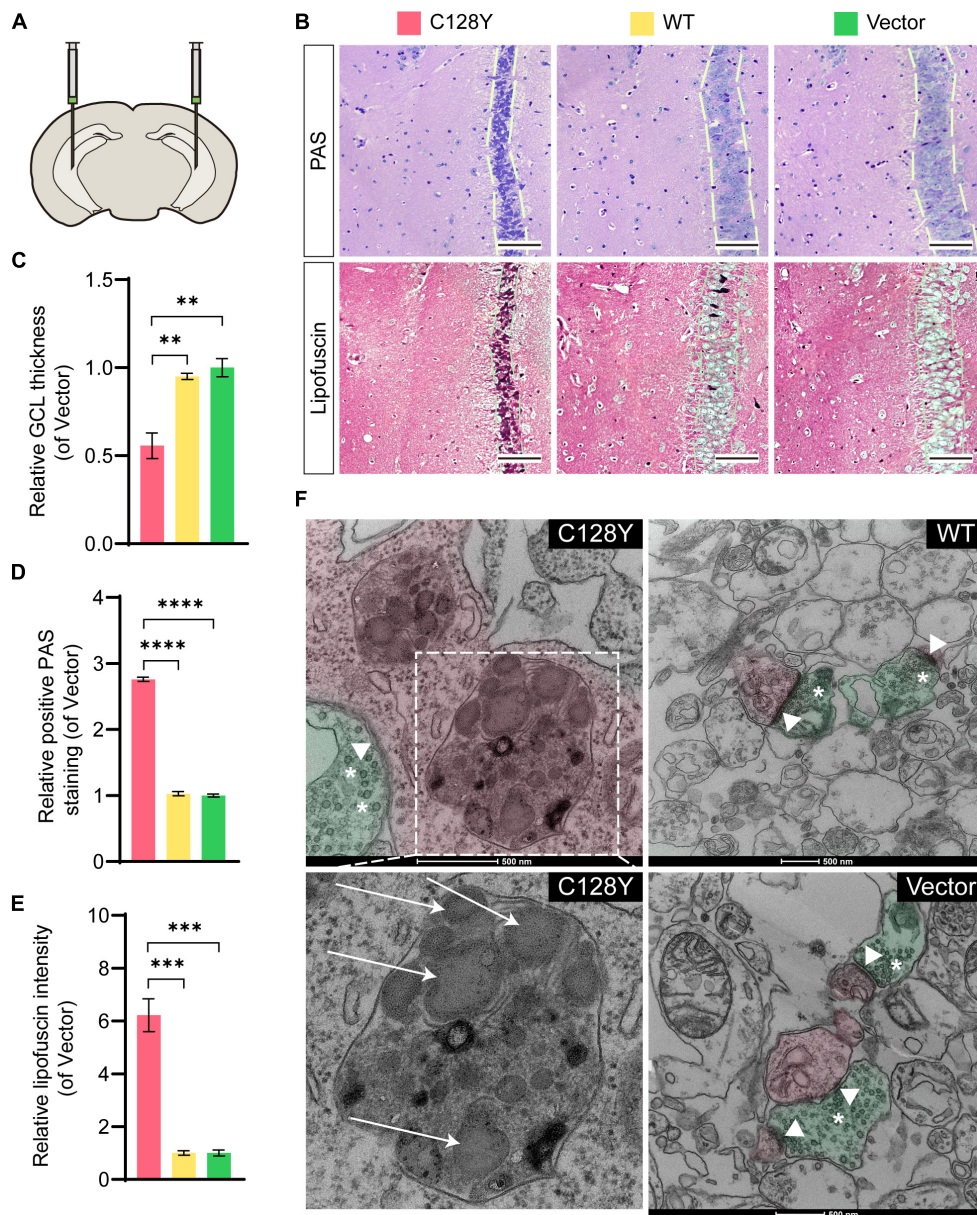 A
B
C128Y
WT
Vector
PAS
Lipofuscin
C
Relative GCL thickness
(of Vector)
1.5
1.0
0.5
0.0
**
**
D
Relative positive PAS
staining (of Vector)
4
3
2
1
0
****
****
E
Relative lipofuscin intensity
(of Vector)
10
8
6
4
2
0
***
***
F
C128Y
*
*
500 nm
WT
*
*
500 nm
C128Y
Vector
*
*
500 nm